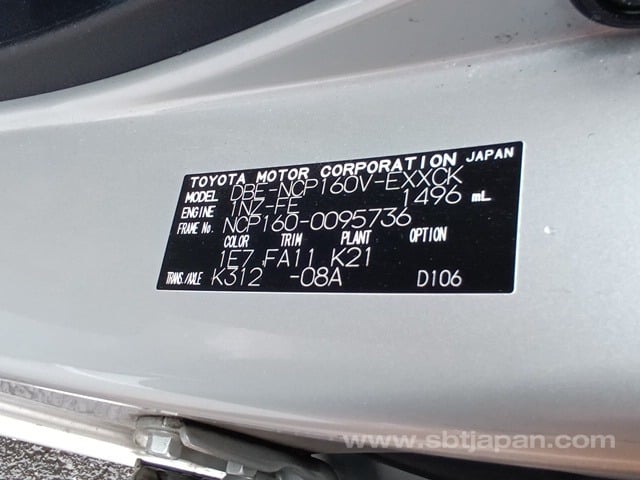 TOYOTA MOTOR CORPORATION JAPAN
MODEL DBE-NCP160V-EXXCK
ENGINE 1NZ-FE 1496 mL
FRAME No. NCP160-0095736
COLOR TRIM PLANT OPTION
1E7 FA11 K21
TRANS./AXLE K312 -08A D106
www.sbtjapan.com